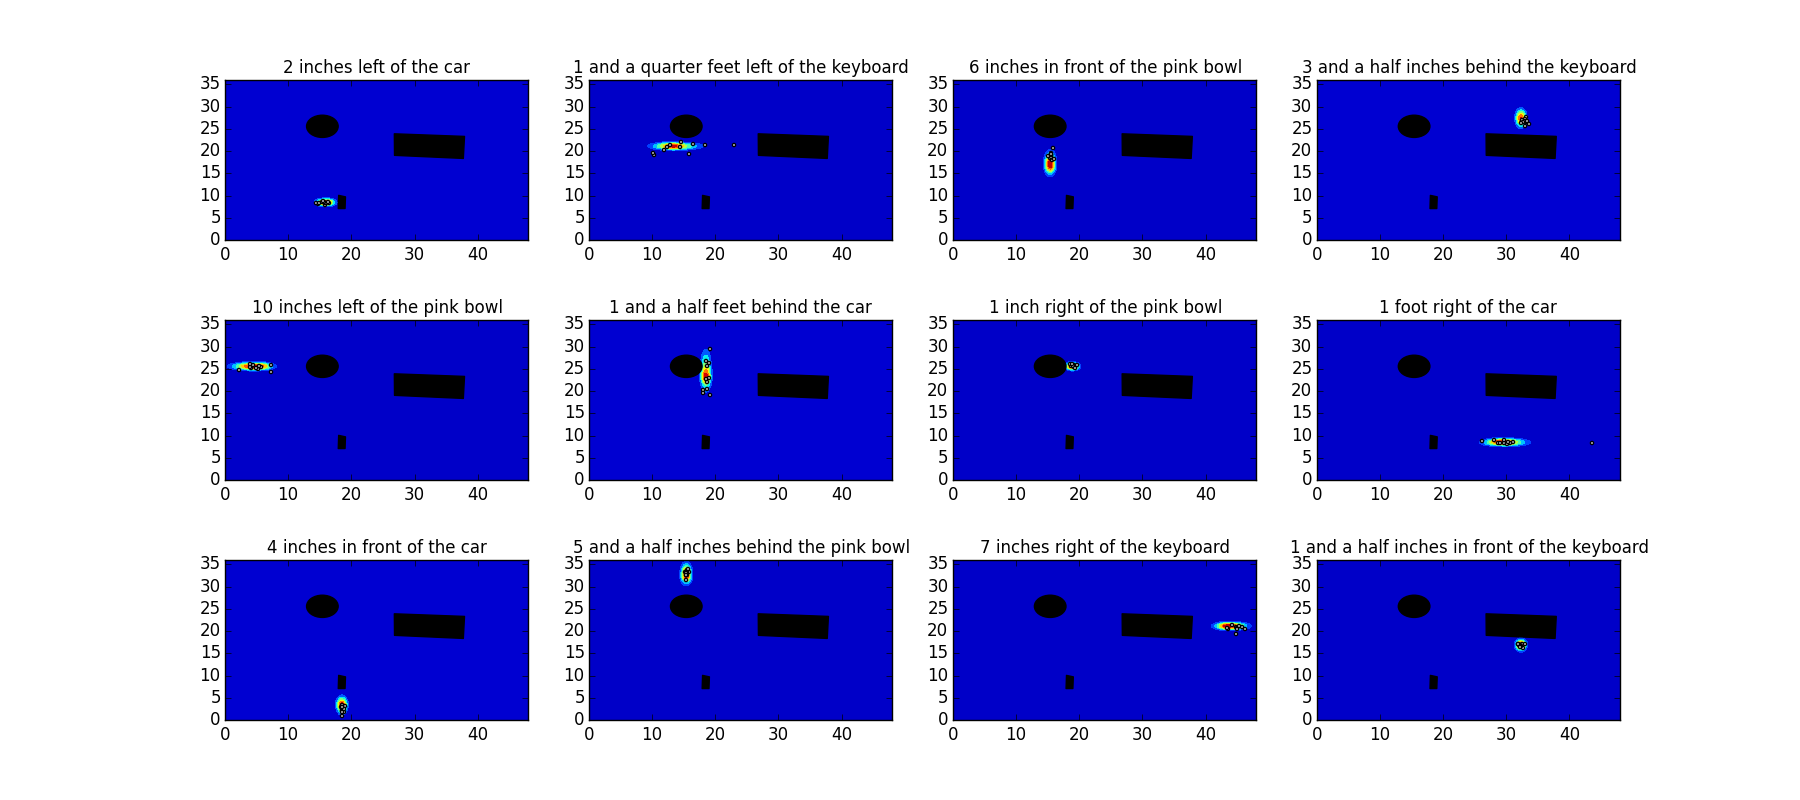 2 inches left of the car
1 and a quarter feet left of the keyboard
6 inches in front of the pink bowl
3 and a half inches behind the keyboard
35 35 35 35
30 30 30 30
25 25 25 25
20 20 20 20
15 15 15 15
10 10 10 10
5 5 5 5
0 0 0 0
0 10 20 30 40 0 10 20 30 40 0 10 20 30 40 0 10 20 30 40
10 inches left of the pink bowl
1 and a half feet behind the car
1 inch right of the pink bowl
1 foot right of the car
35 35 35 35
30 30 30 30
25 25 25 25
20 20 20 20
15 15 15 15
10 10 10 10
5 5 5 5
0 0 0 0
0 10 20 30 40 0 10 20 30 40 0 10 20 30 40 0 10 20 30 40
4 inches in front of the car
5 and a half inches behind the pink bowl
7 inches right of the keyboard
1 and a half inches in front of the keyboard
35 35 35 35
30 30 30 30
25 25 25 25
20 20 20 20
15 15 15 15
10 10 10 10
5 5 5 5
0 0 0 0
0 10 20 30 40 0 10 20 30 40 0 10 20 30 40 0 10 20 30 40